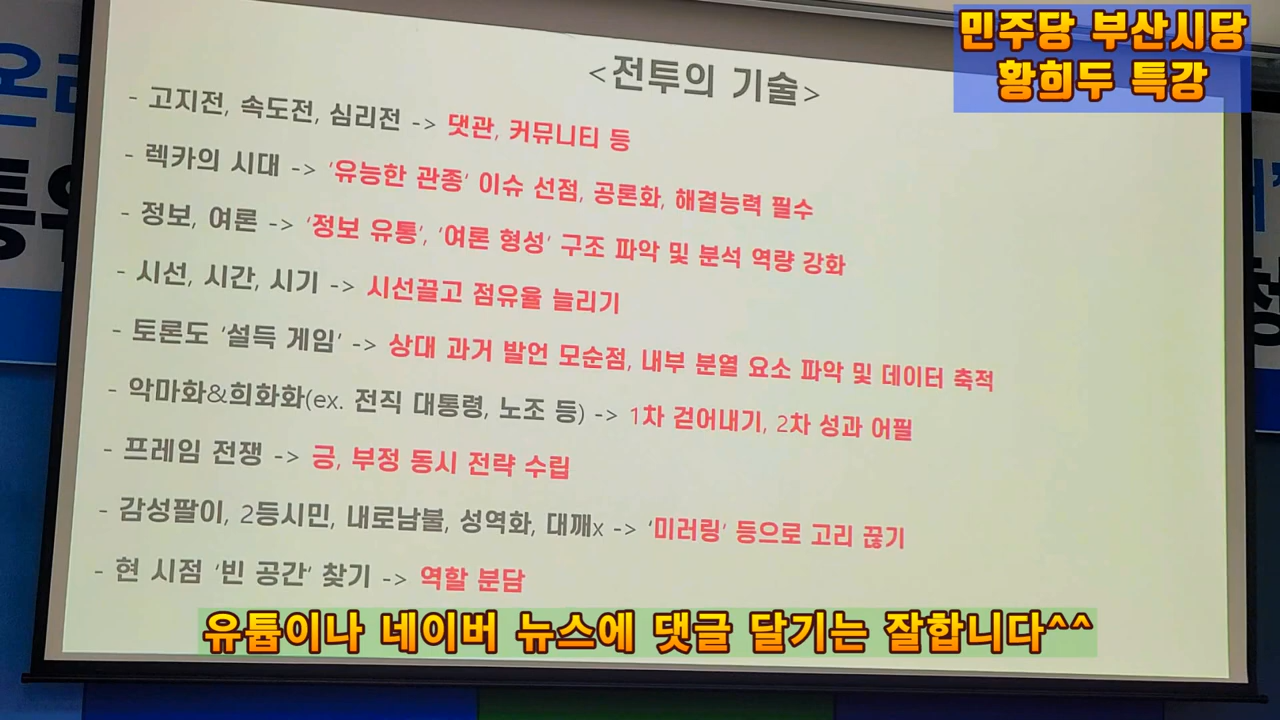 민주당 부산시당
황희두 특강
<전투의 기술>
- 고지전, 속도전, 심리전 -> 댓관, 커뮤니티 등
- 렉카의 시대 -> '유능한 관종' 이슈 선점, 공론화, 해결능력 필수
- 정보, 여론 -> '정보 유통', '여론 형성' 구조 파악 및 분석 역량 강화
- 시선, 시간, 시기 -> 시선끌고 점유율 늘리기
- 토론도 '설득 게임' -> 상대 과거 발언 모순점, 내부 분열 요소 파악 및 데이터 축적
- 악마화&희화화(ex. 전직 대통령, 노조 등) -> 1차 걷어내기, 2차 성과 어필
- 프레임 전쟁 -> 긍, 부정 동시 전략 수립
- 감성팔이, 2등시민, 내로남불, 성역화, 대깨x -> '미러링' 등으로 고리 끊기
- 현 시점 '빈 공간' 찾기 -> 역할 분담
유튭이나 네이버 뉴스에 댓글 달기는 잘합니다^^